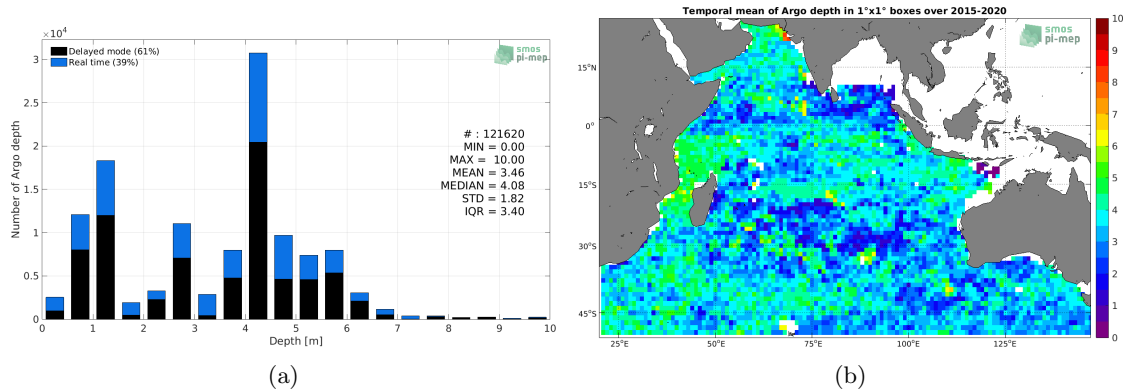 ×10⁴
Delayed mode (61%)
Real time (39%)
smos
pi-mep
Number of Argo depth
3
2.5
2
1.5
1
0.5
0
# : 121620
MIN = 0.00
MAX = 10.00
MEAN = 3.46
MEDIAN = 4.08
STD = 1.82
IQR = 3.40
0 1 2 3 4 5 6 7 8 9 10
Depth [m]
(a)
Temporal mean of Argo depth in 1°x1° boxes over 2015-2020
smos
pi-mep
15°N
0°
15°S
30°S
45°S
25°E 50°E 75°E 100°E 125°E
10
9
8
7
6
5
4
3
2
1
0
(b)